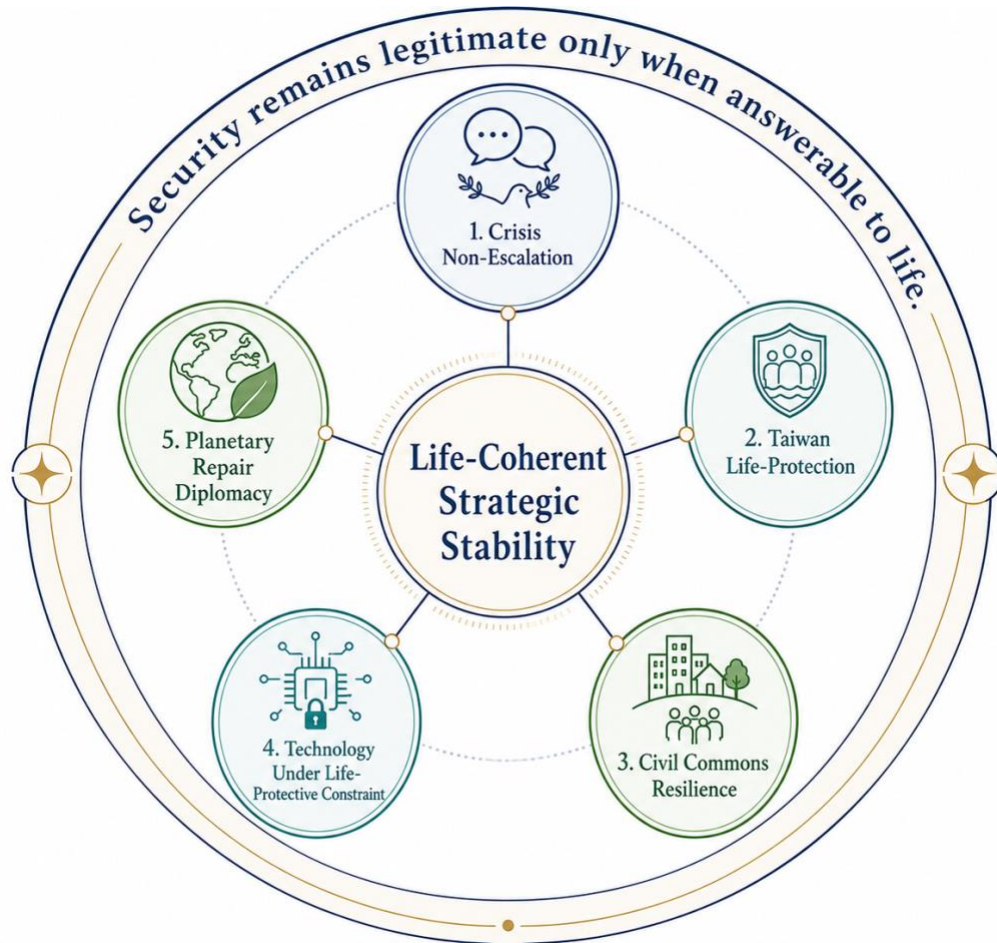 Security remains legitimate only when answerable to life.
1. Crisis
Non-Escalation
2. Taiwan
Life-Protection
3. Civil Commons
Resilience
4. Technology
Under Life-
Protective Constraint
5. Planetary
Repair
Diplomacy
Life-Coherent
Strategic
Stability